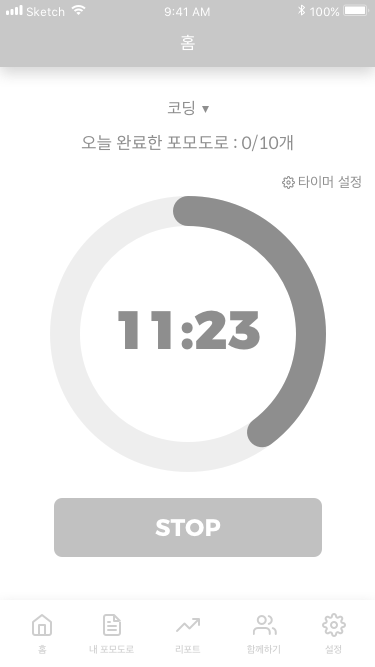 Sketch 9:41 AM 100%
홈
코딩 ▼
오늘 완료한 포모도로 : 0/10개
타이머 설정
11:23
STOP
홈 내 포모도로 리포트 함께하기 설정